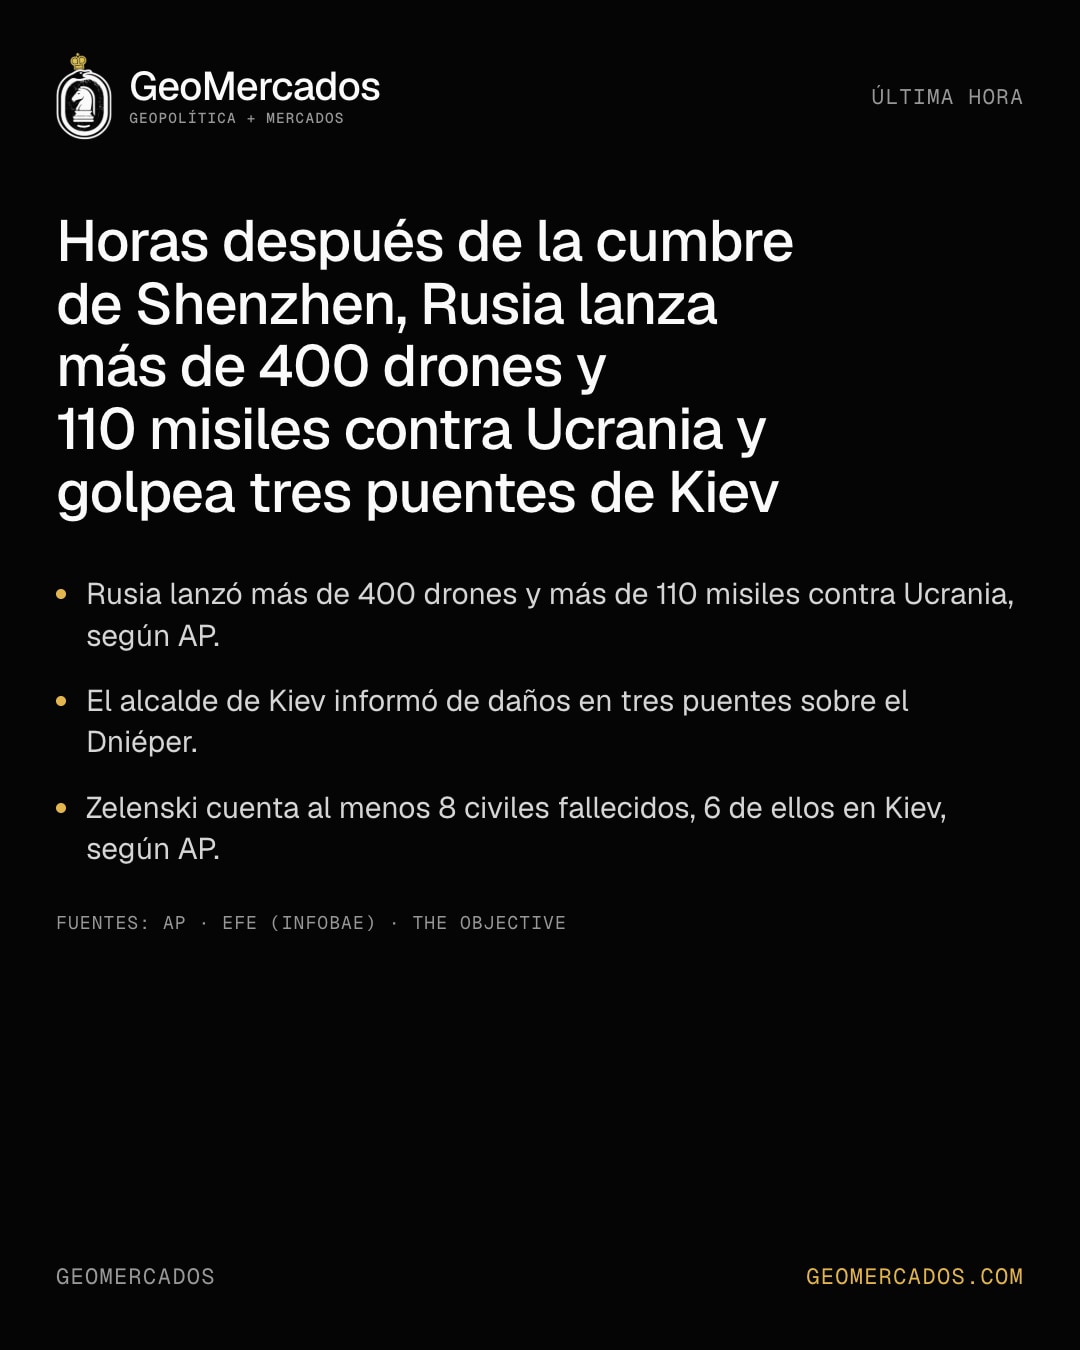 GeoMercados
GEOPOLÍTICA + MERCADOS
ÚLTIMA HORA
Horas después de la cumbre
de Shenzhen, Rusia lanza
más de 400 drones y
110 misiles contra Ucrania y
golpea tres puentes de Kiev
• Rusia lanzó más de 400 drones y más de 110 misiles contra Ucrania,
según AP.
• El alcalde de Kiev informó de daños en tres puentes sobre el
Dniéper.
• Zelenski cuenta al menos 8 civiles fallecidos, 6 de ellos en Kiev,
según AP.
FUENTES: AP · EFE (INFOBAE) · THE OBJECTIVE
GEOMERCADOS
GEOMERCADOS.COM